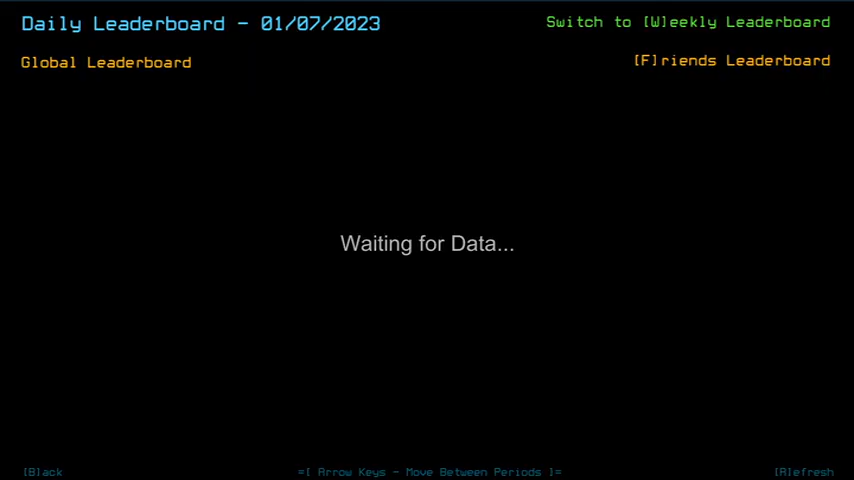 Daily Leaderboard - 01/07/2023
Switch to [W]eekly Leaderboard
Global Leaderboard
[F]riends Leaderboard
Waiting for Data...
[B]ack
=[ Arrow Keys - Move Between Periods ]=
[R]efresh